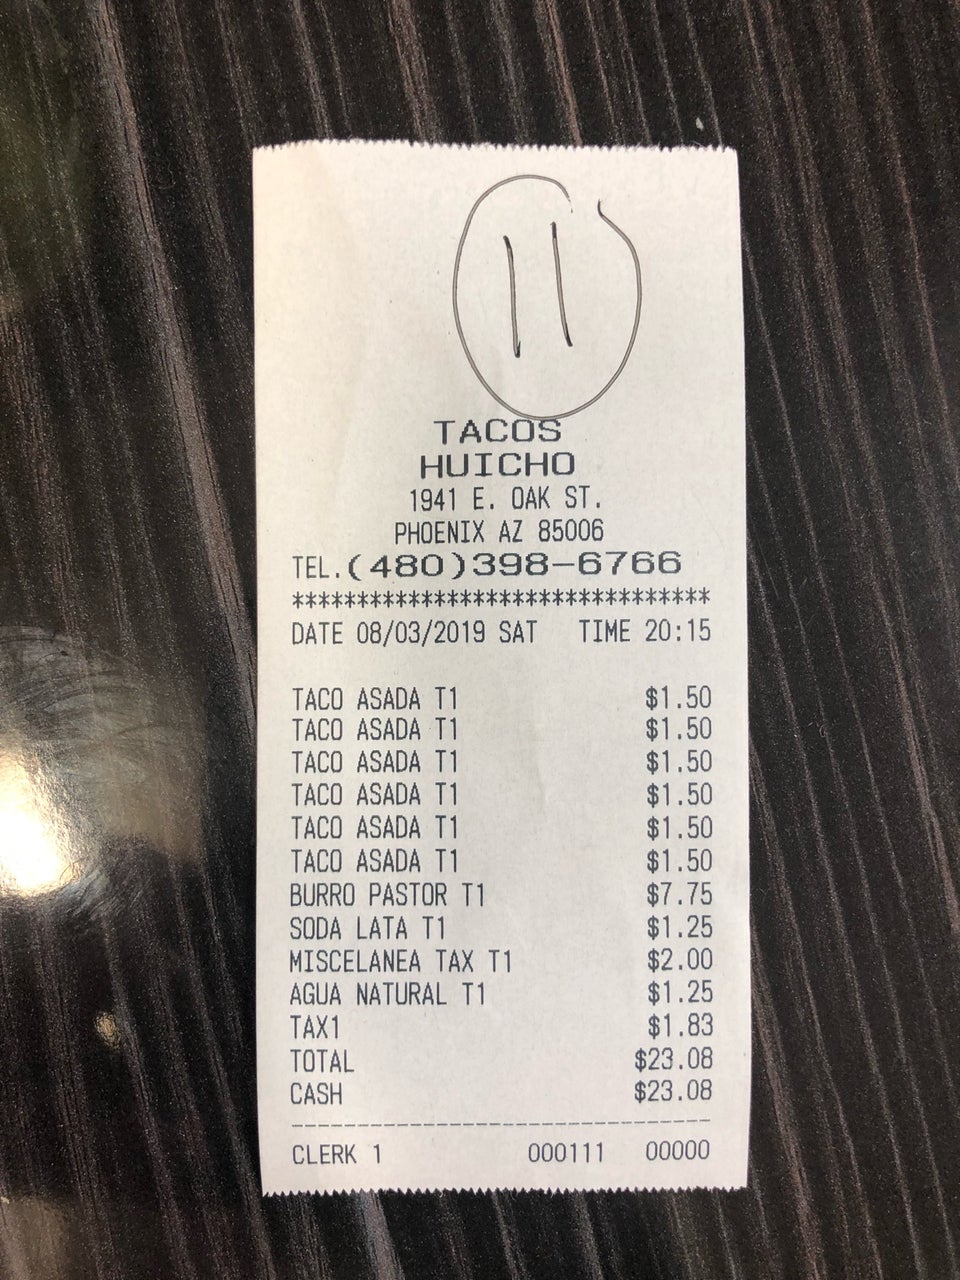 11
TACOS
HUICHO
1941 E. OAK ST.
PHOENIX AZ 85006
TEL.(480)398-6766
********************************
DATE 08/03/2019 SAT TIME 20:15
TACO ASADA T1 $1.50
TACO ASADA T1 $1.50
TACO ASADA T1 $1.50
TACO ASADA T1 $1.50
TACO ASADA T1 $1.50
TACO ASADA T1 $1.50
BURRO PASTOR T1 $7.75
SODA LATA T1 $1.25
MISCELANEA TAX T1 $2.00
AGUA NATURAL T1 $1.25
TAX1 $1.83
TOTAL $23.08
CASH $23.08
--------------------------------
CLERK 1 000111 00000